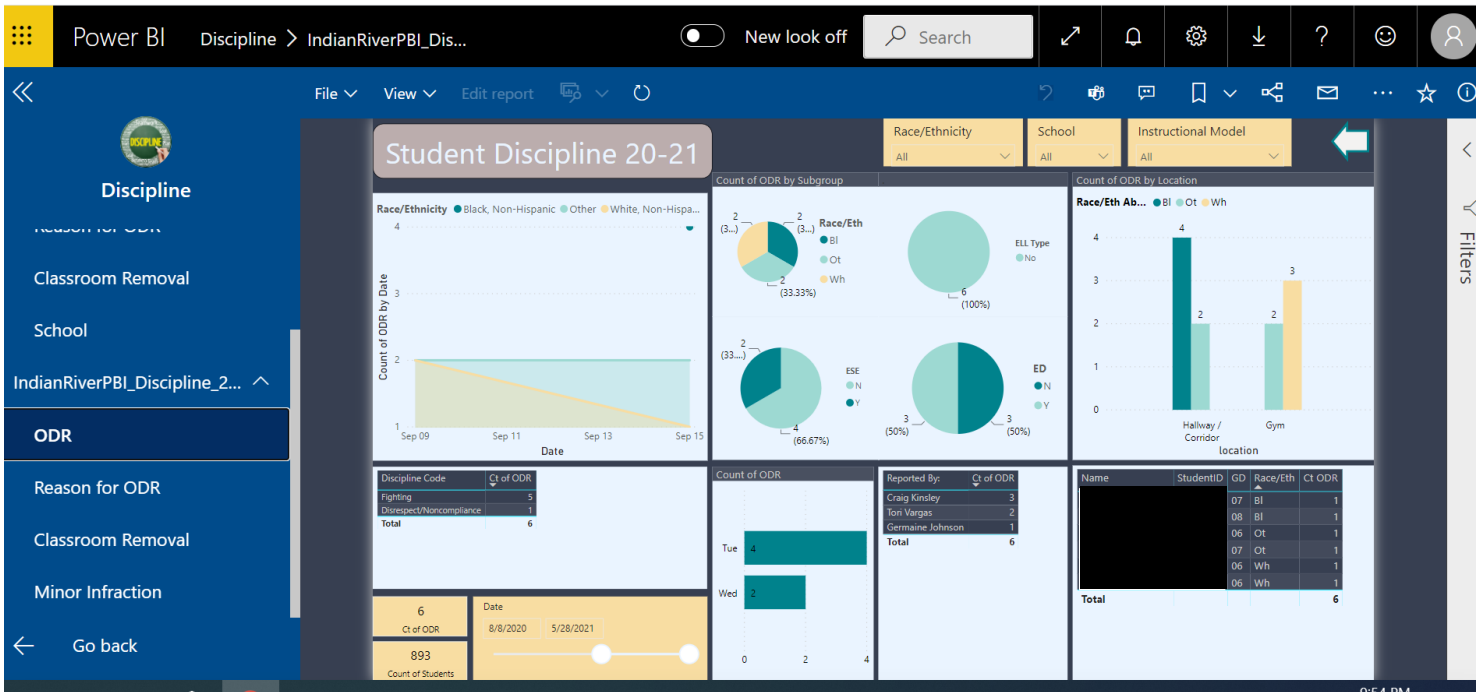 Power BI
Discipline > IndianRiverPBI_Dis...
New look off
Search
File
View
Edit report
DISCIPLINE
Discipline
Reason for ODR
Classroom Removal
School
IndianRiverPBI_Discipline_2...
ODR
Reason for ODR
Classroom Removal
Minor Infraction
Go back
Student Discipline 20-21
Race/Ethnicity
All
School
All
Instructional Model
All
Filters
Race/Ethnicity Black, Non-Hispanic Other White, Non-Hispa...
4
3
2
1
Count of ODR by Date
Sep 09 Sep 11 Sep 13 Sep 15
Date
Count of ODR by Subgroup
2
(3...)
2
(3...)
2
(33.33%)
Race/Eth
Bl
Ot
Wh
6
(100%)
ELL Type
No
2
(33....)
4
(66.67%)
ESE
N
Y
3
(50%)
3
(50%)
ED
N
Y
Count of ODR by Location
Race/Eth Ab... Bl Ot Wh
4
3
2
1
0
4
2
2
3
Hallway /
Corridor
Gym
location
Discipline Code Ct of ODR
Fighting 5
Disrespect/Noncompliance 1
Total 6
Count of ODR
Tue 4
Wed 2
0 2 4
Reported By: Ct of ODR
Craig Kinsley 3
Tori Vargas 2
Germaine Johnson 1
Total 6
Name StudentID GD Race/Eth Ct ODR
07 Bl 1
08 Bl 1
06 Ot 1
07 Ot 1
06 Wh 1
06 Wh 1
Total 6
6
Ct of ODR
893
Count of Students
Date
8/8/2020 5/28/2021
9:54 PM